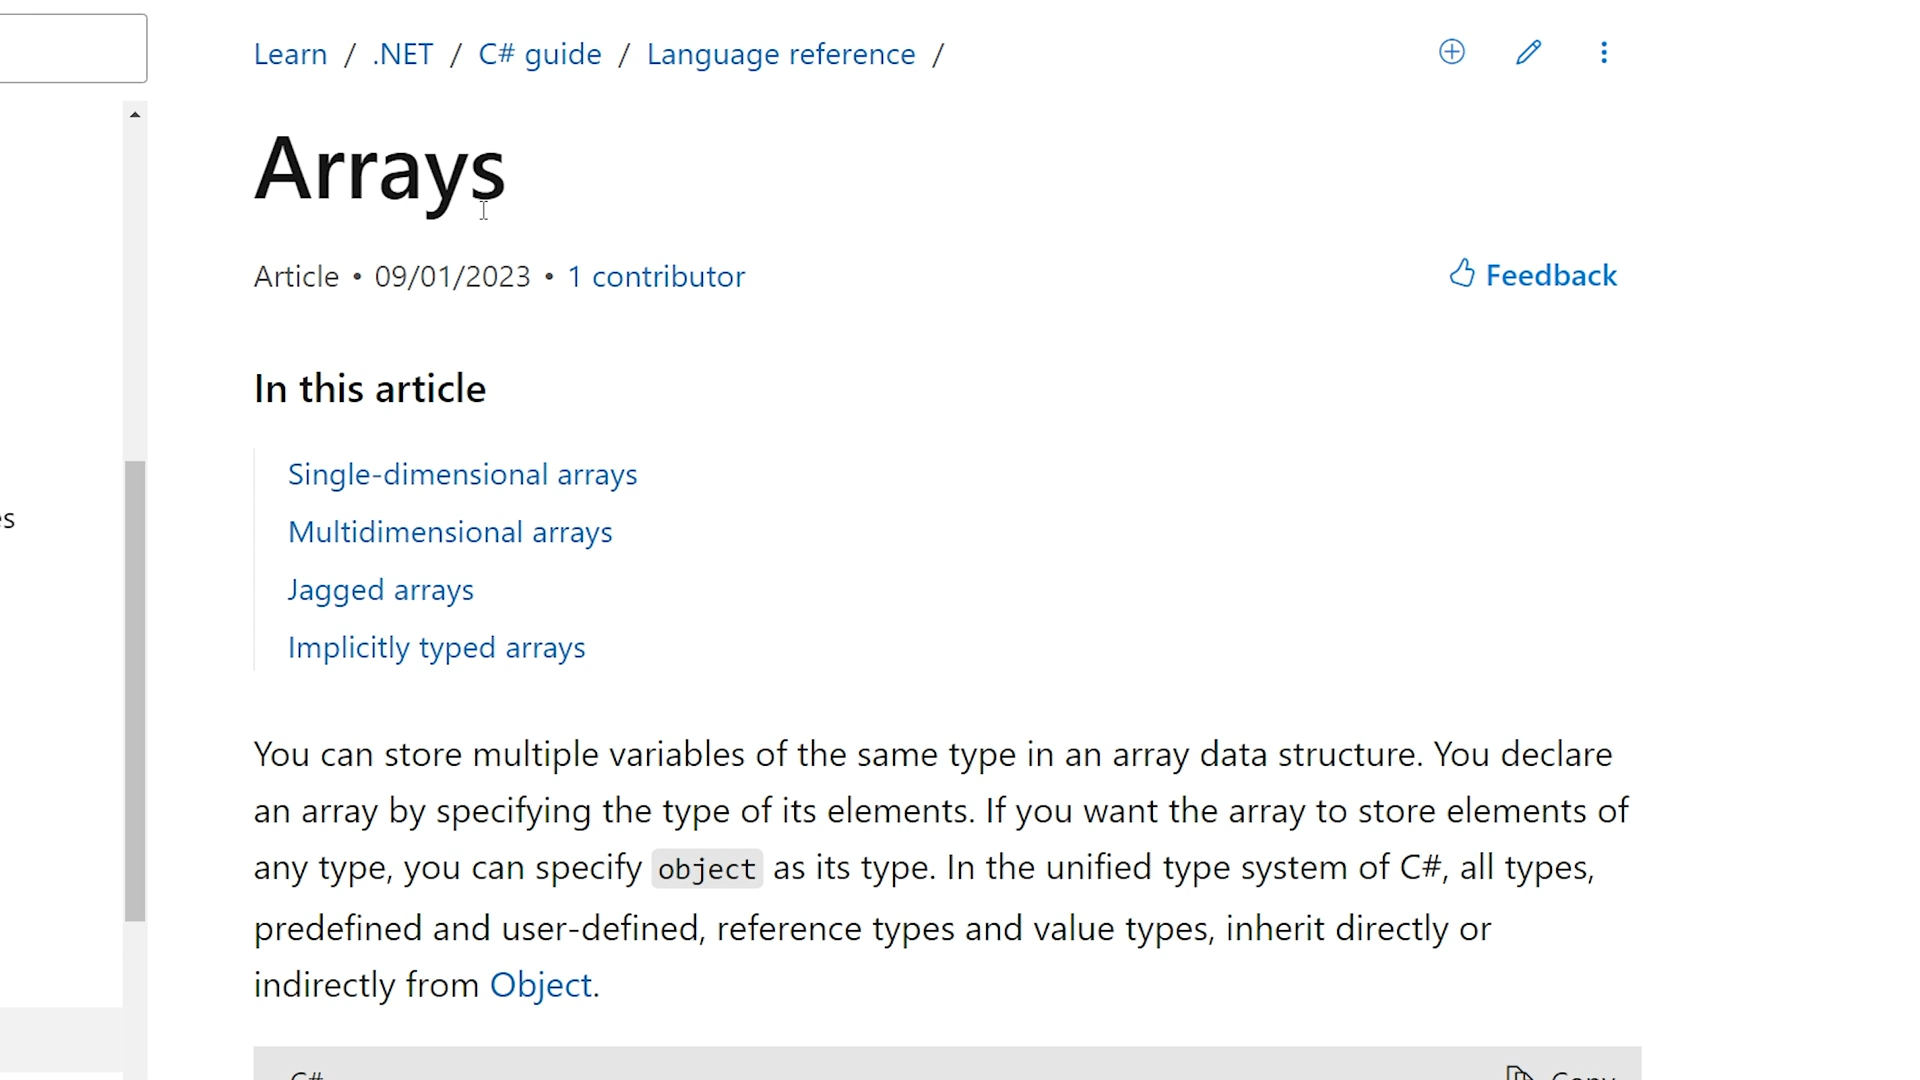 Learn / .NET / C# guide / Language reference /
Arrays
Article • 09/01/2023 • 1 contributor
Feedback
In this article
Single-dimensional arrays
es
Multidimensional arrays
Jagged arrays
Implicitly typed arrays
You can store multiple variables of the same type in an array data structure. You declare
an array by specifying the type of its elements. If you want the array to store elements of
any type, you can specify object as its type. In the unified type system of C#, all types,
predefined and user-defined, reference types and value types, inherit directly or
indirectly from Object.
C#
Copy